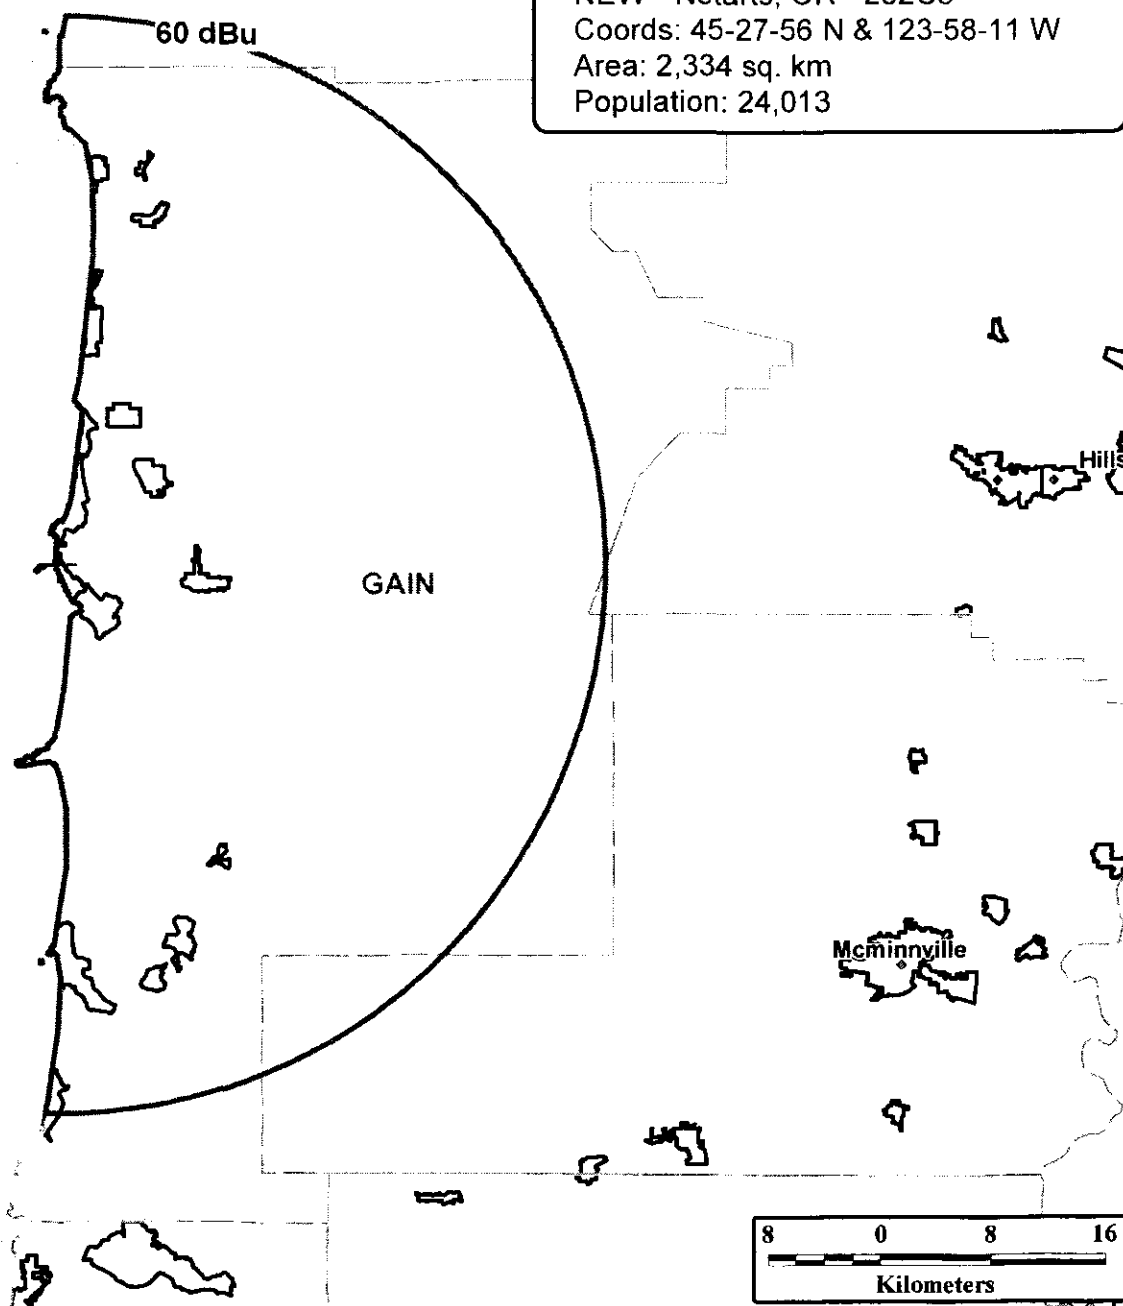 60 dBu
Coords: 45-27-56 N & 123-58-11 W
Area: 2,334 sq. km
Population: 24,013
Hills
GAIN
Mcminnville
8 0 8 16
Kilometers